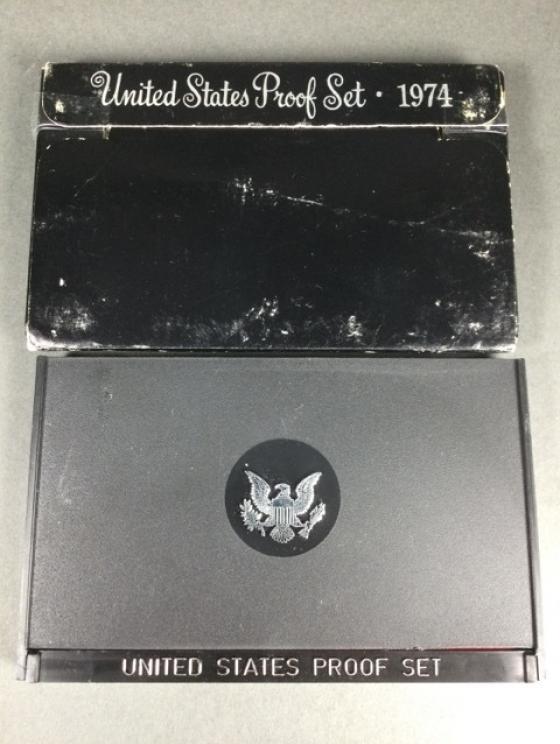 United States Proof Set · 1974
UNITED STATES PROOF SET